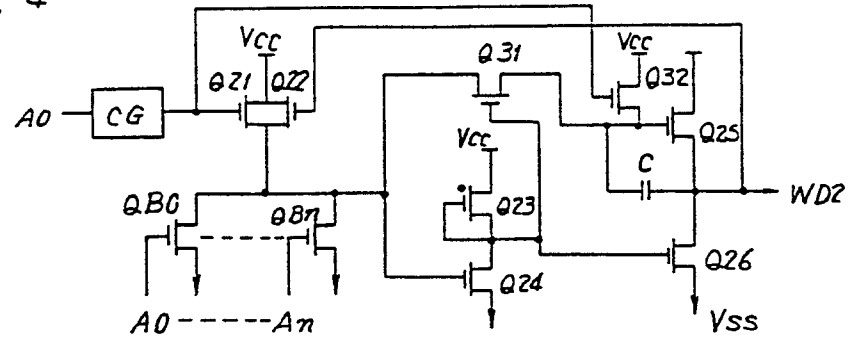 4
VCC
Q21 Q22
Q31
VCC
Q32
A0
CG
Q25
VCC
C
WD2
QB0
QBn
Q23
Q24
Q26
A0 ----- An
VSS